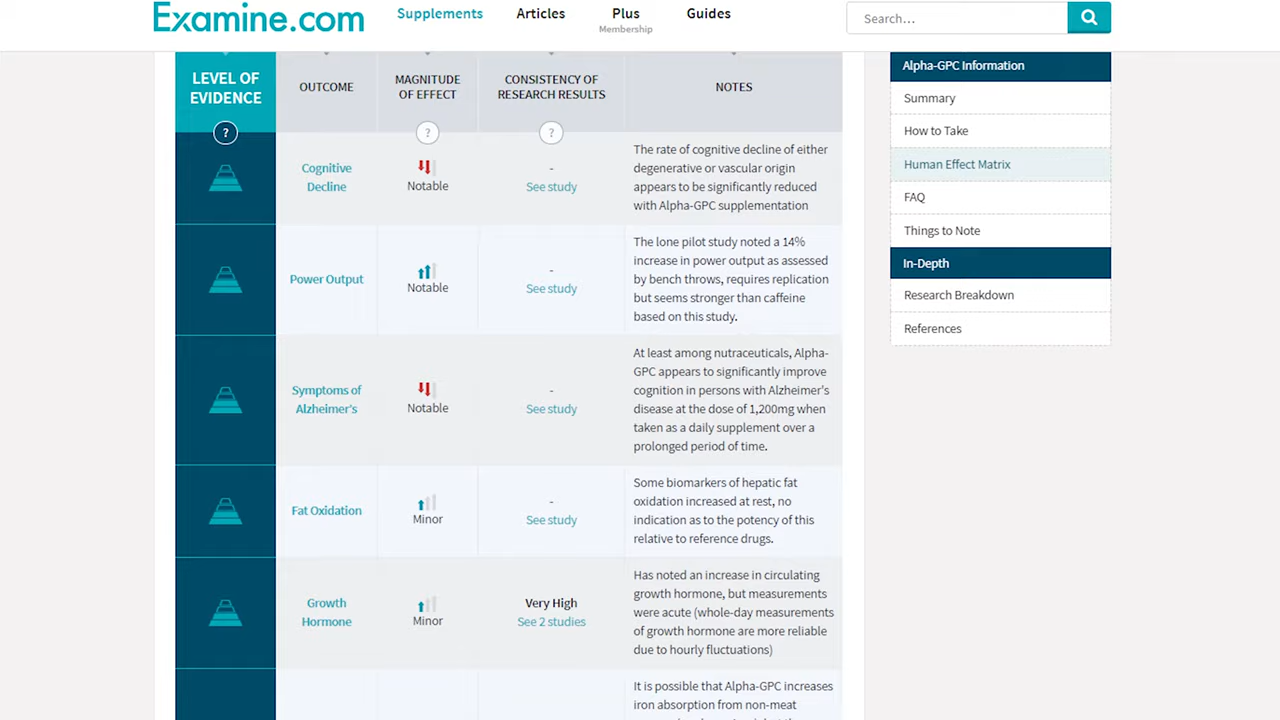 Examine.com
Supplements
Articles
Plus
Membership
Guides
Search...
LEVEL OF
EVIDENCE
?
OUTCOME
MAGNITUDE
OF EFFECT
?
CONSISTENCY OF
RESEARCH RESULTS
?
NOTES
Cognitive
Decline
Notable
-
See study
The rate of cognitive decline of either
degenerative or vascular origin
appears to be significantly reduced
with Alpha-GPC supplementation
Power Output
Notable
-
See study
The lone pilot study noted a 14%
increase in power output as assessed
by bench throws, requires replication
but seems stronger than caffeine
based on this study.
Symptoms of
Alzheimer's
Notable
-
See study
At least among nutraceuticals, Alpha-
GPC appears to significantly improve
cognition in persons with Alzheimer's
disease at the dose of 1,200mg when
taken as a daily supplement over a
prolonged period of time.
Fat Oxidation
Minor
-
See study
Some biomarkers of hepatic fat
oxidation increased at rest, no
indication as to the potency of this
relative to reference drugs.
Growth
Hormone
Minor
Very High
See 2 studies
Has noted an increase in circulating
growth hormone, but measurements
were acute (whole-day measurements
of growth hormone are more reliable
due to hourly fluctuations)
It is possible that Alpha-GPC increases
iron absorption from non-meat
Alpha-GPC Information
Summary
How to Take
Human Effect Matrix
FAQ
Things to Note
In-Depth
Research Breakdown
References